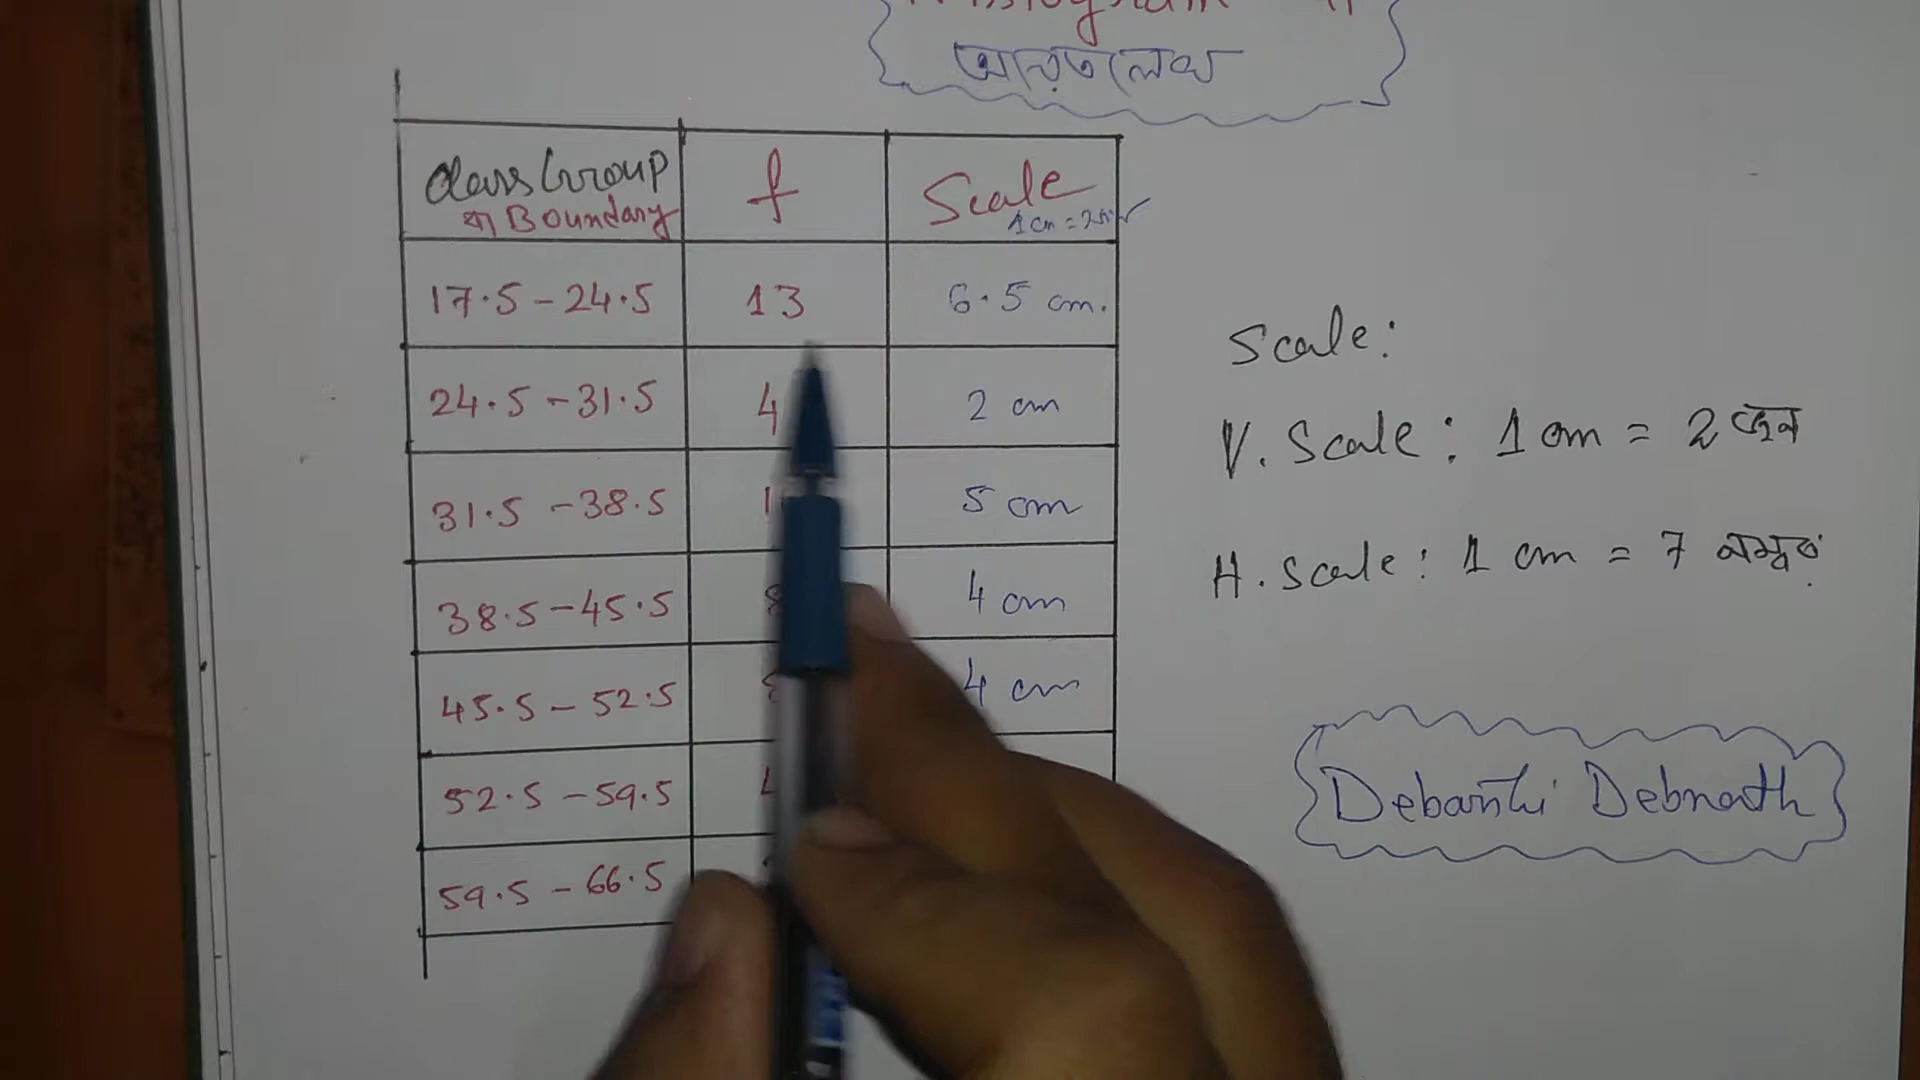 আয়তলেখ
Class Group f Scale
বা Boundary 1 cm = 2
17.5 - 24.5 13 6.5 cm.
24.5 - 31.5 4 2 cm
31.5 - 38.5 5 cm
38.5 - 45.5 4 cm
45.5 - 52.5 4 cm
52.5 - 59.5
59.5 - 66.5
Scale:
V. Scale: 1 cm = 2 জন
H. Scale: 1 cm = 7 নম্বর
Debnath